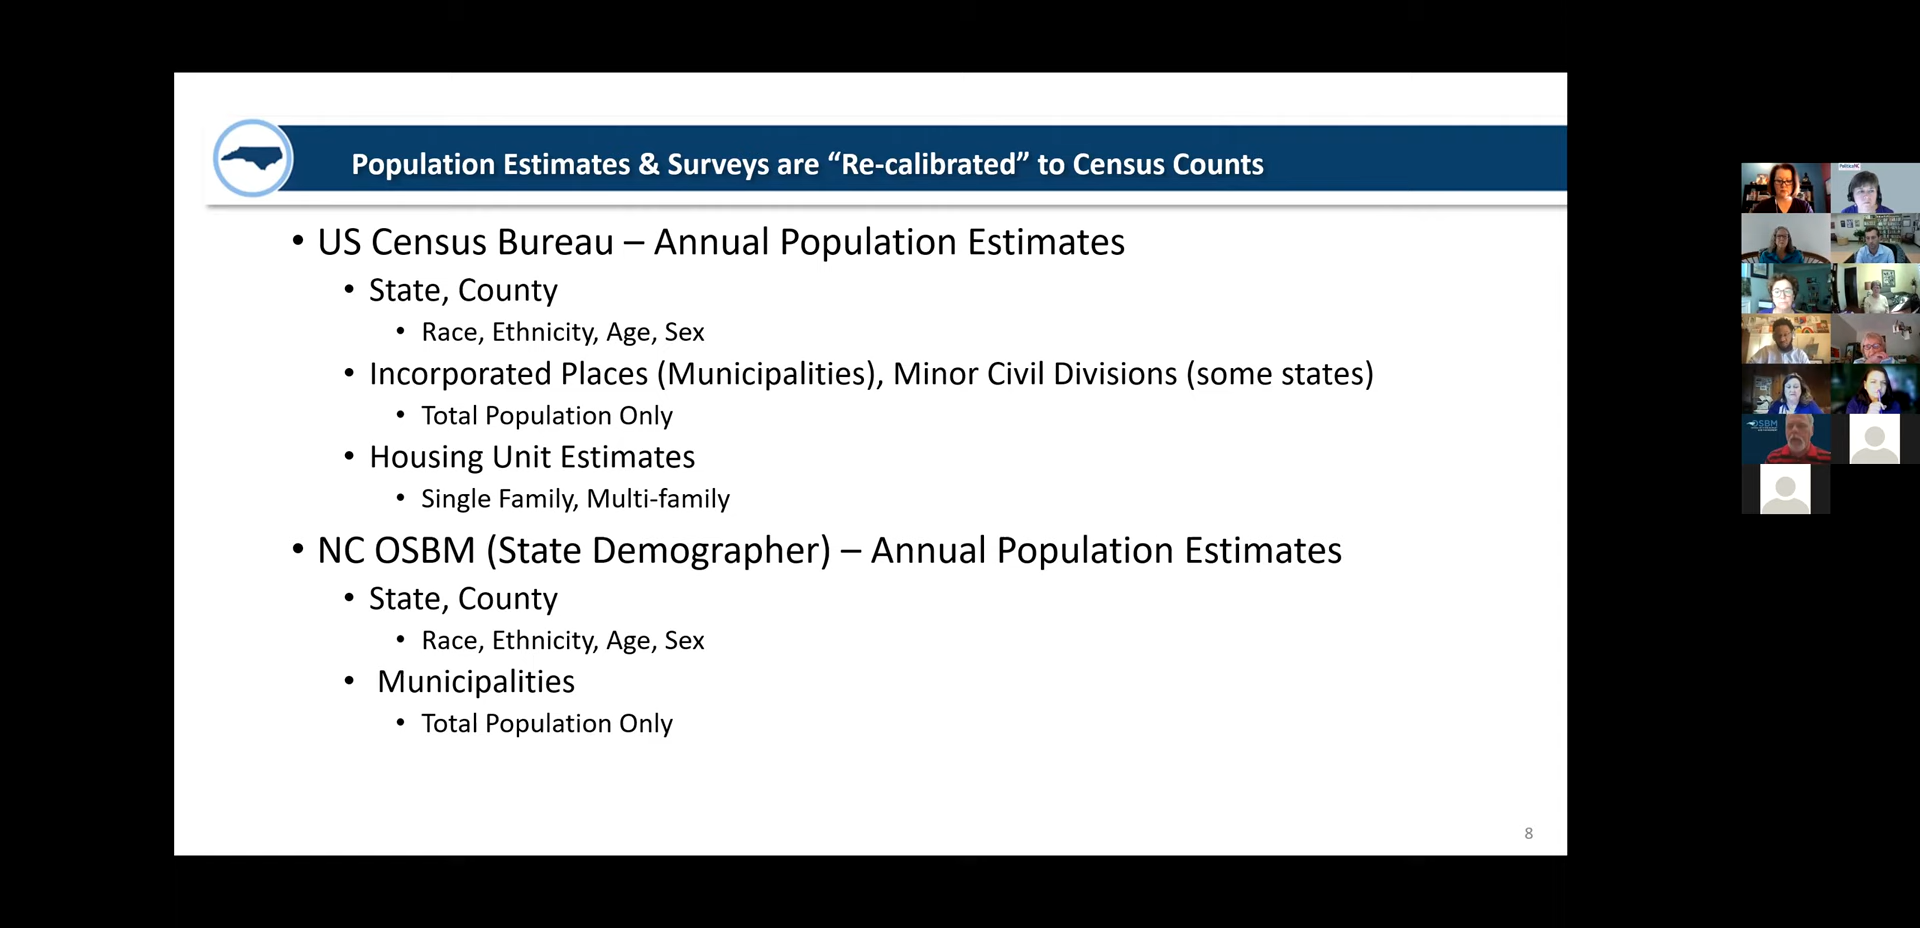 Population Estimates & Surveys are “Re-calibrated” to Census Counts
• US Census Bureau – Annual Population Estimates
• State, County
• Race, Ethnicity, Age, Sex
• Incorporated Places (Municipalities), Minor Civil Divisions (some states)
• Total Population Only
• Housing Unit Estimates
• Single Family, Multi-family
• NC OSBM (State Demographer) – Annual Population Estimates
• State, County
• Race, Ethnicity, Age, Sex
• Municipalities
• Total Population Only
8
PoliticsNC
OSBM